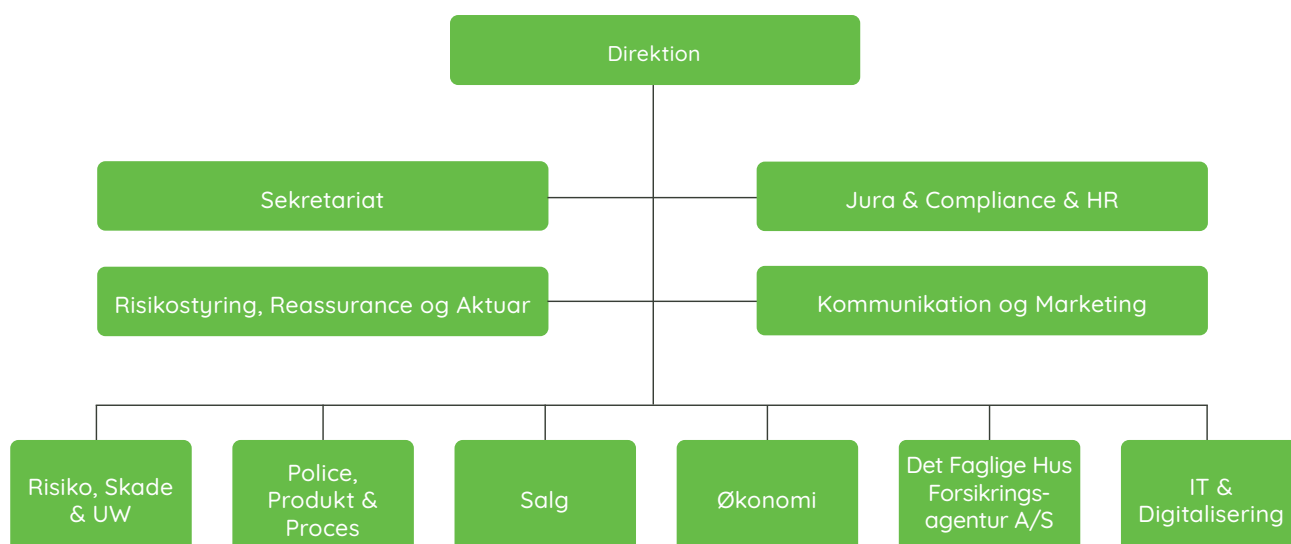 Direktion
Sekretariat
Jura & Compliance & HR
Risikostyring, Reassurance og Aktuar
Kommunikation og Marketing
Risiko, Skade
& UW
Police,
Produkt &
Proces
Salg
Økonomi
Det Faglige Hus
Forsikrings-
agentur A/S
IT &
Digitalisering